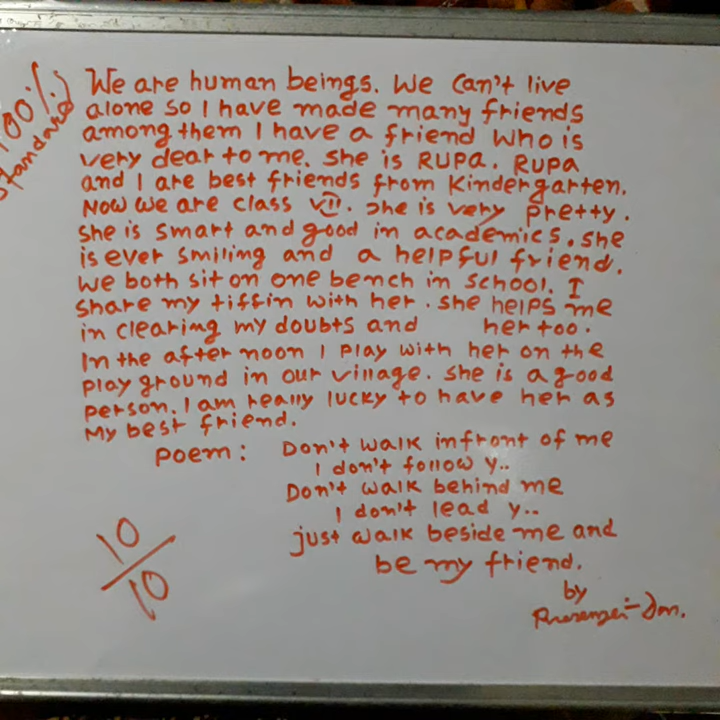 100%
Standard
We are human beings. We can't live
alone so I have made many friends
among them I have a friend who is
very dear to me. she is RUPA. RUPA
and I are best friends from Kindergarten.
Now we are class VII. She is very pretty.
She is smart and good in academics. she
is ever smiling and a helpful friend.
We both sit on one bench in school. I
share my tiffin with her. she helps me
in clearing my doubts and her too.
In the after noon I play with her on the
play ground in our village. she is a good
person. I am really lucky to have her as
My best friend.
Poem: Don't walk infront of me
I don't follow y..
Don't walk behind me
I don't lead y..
just walk beside me and
be my friend.
10/10
by